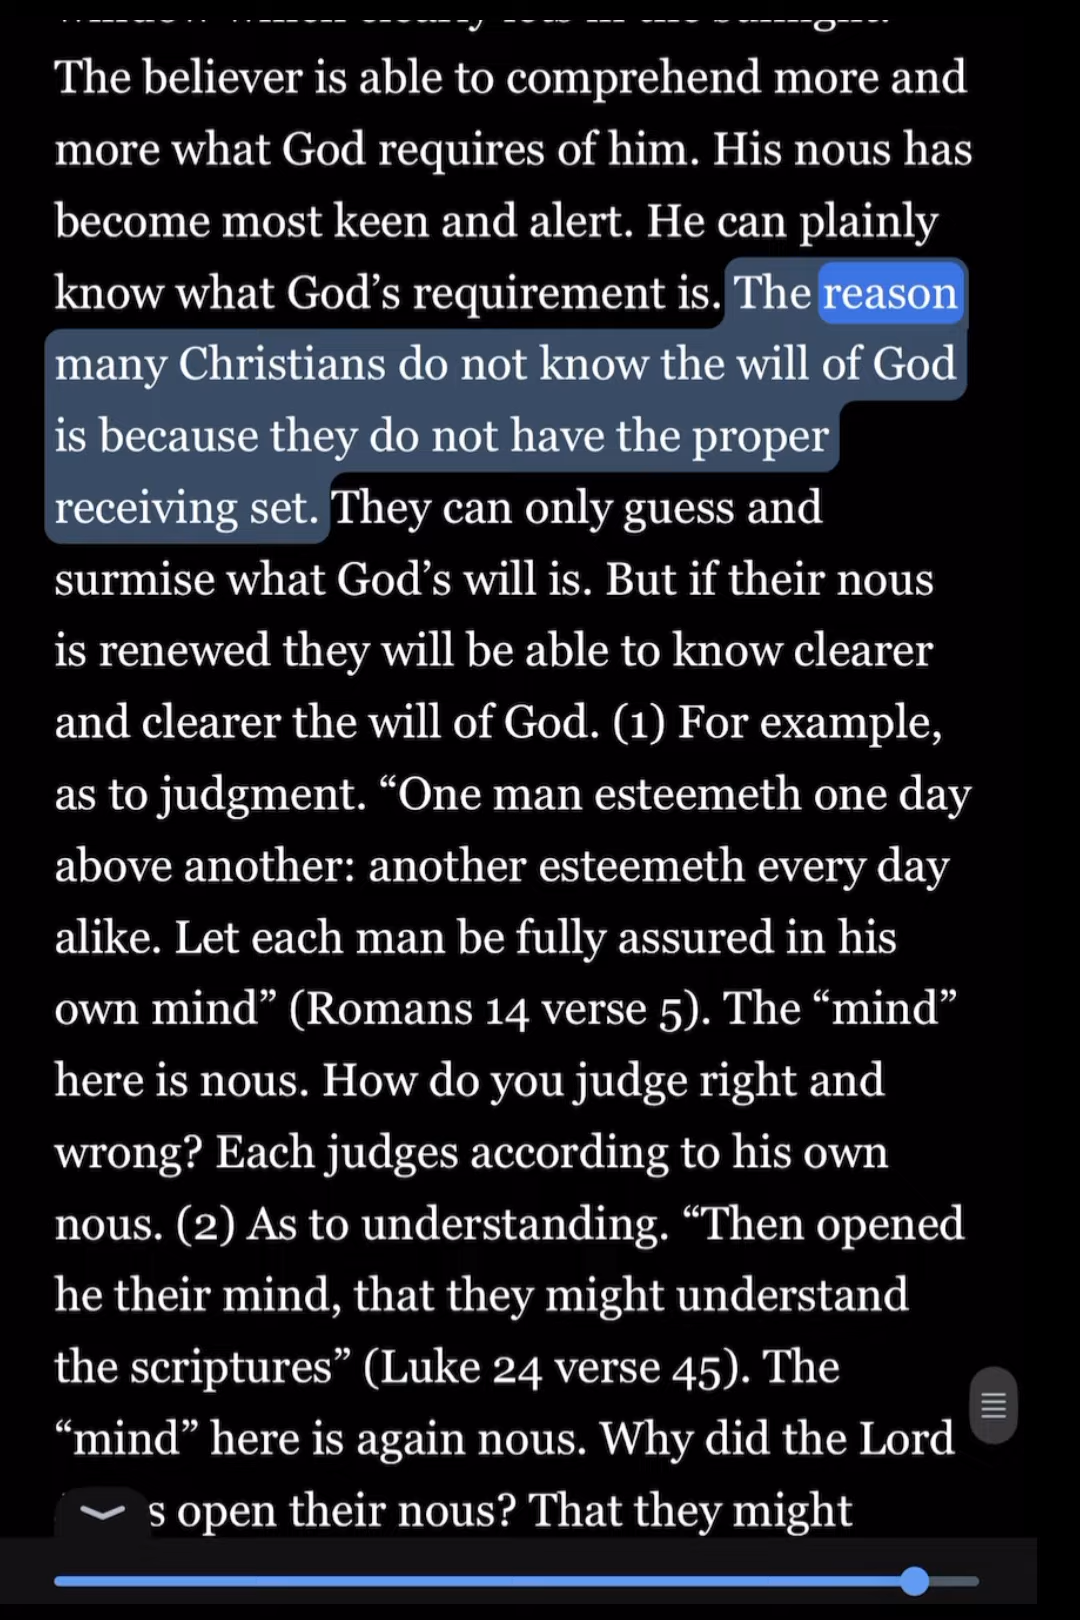 The believer is able to comprehend more and
more what God requires of him. His nous has
become most keen and alert. He can plainly
know what God’s requirement is. The reason
many Christians do not know the will of God
is because they do not have the proper
receiving set. They can only guess and
surmise what God’s will is. But if their nous
is renewed they will be able to know clearer
and clearer the will of God. (1) For example,
as to judgment. “One man esteemeth one day
above another: another esteemeth every day
alike. Let each man be fully assured in his
own mind” (Romans 14 verse 5). The “mind”
here is nous. How do you judge right and
wrong? Each judges according to his own
nous. (2) As to understanding. “Then opened
he their mind, that they might understand
the scriptures” (Luke 24 verse 45). The
“mind” here is again nous. Why did the Lord
s open their nous? That they might